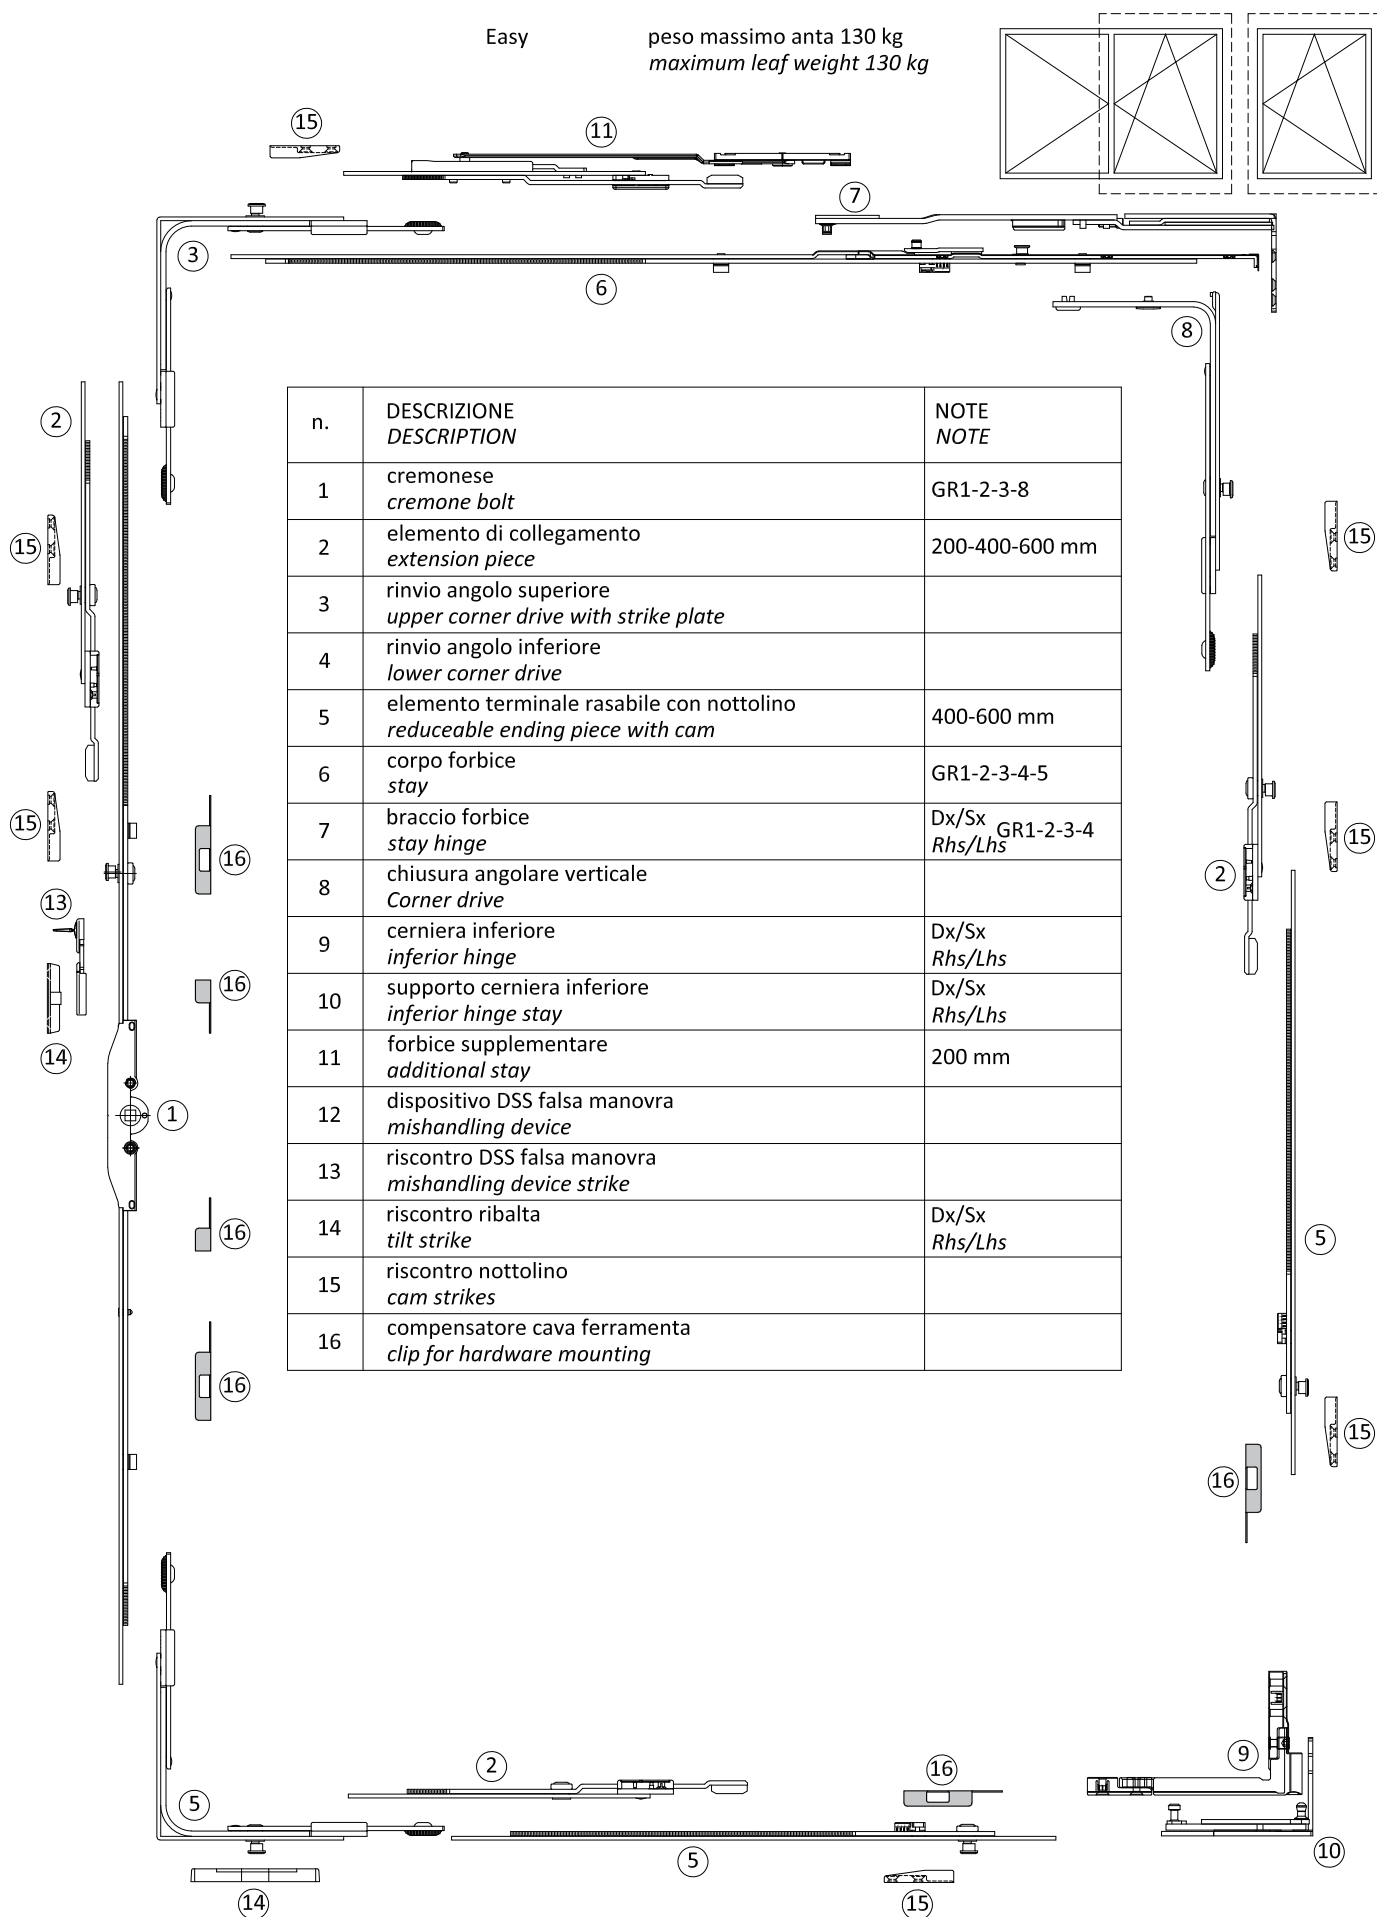 Easy peso massimo anta 130 kg
maximum leaf weight 130 kg
15
11
7
3
6
8
2
15
15
15
15
2
16
13
16
14
1
16
5
16
15
16
n. DESCRIZIONE NOTE
DESCRIPTION NOTE
1 cremonese GR1-2-3-8
cremone bolt
2 elemento di collegamento 200-400-600 mm
extension piece
3 rinvio angolo superiore
upper corner drive with strike plate
4 rinvio angolo inferiore
lower corner drive
5 elemento terminale rasabile con nottolino 400-600 mm
reduceable ending piece with cam
6 corpo forbice GR1-2-3-4-5
stay
7 braccio forbice Dx/Sx GR1-2-3-4
stay hinge Rhs/Lhs
8 chiusura angolare verticale
Corner drive
9 cerniera inferiore Dx/Sx
inferior hinge Rhs/Lhs
10 supporto cerniera inferiore Dx/Sx
inferior hinge stay Rhs/Lhs
11 forbice supplementare 200 mm
additional stay
12 dispositivo DSS falsa manovra
mishandling device
13 riscontro DSS falsa manovra
mishandling device strike
14 riscontro ribalta Dx/Sx
tilt strike Rhs/Lhs
15 riscontro nottolino
cam strikes
16 compensatore cava ferramenta
clip for hardware mounting
9
2
16
5
10
5
14
15